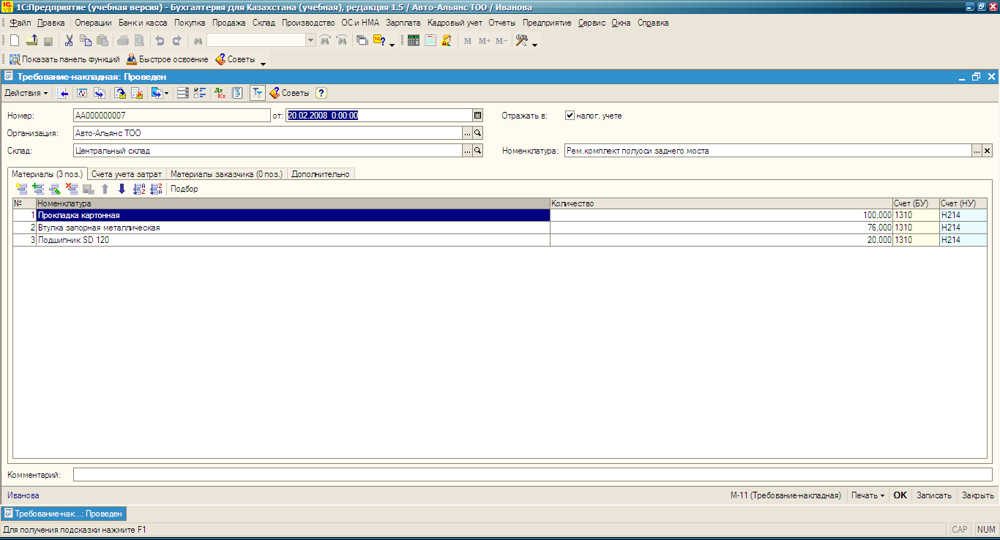 1С:Предприятие (учебная версия) - Бухгалтерия для Казахстана (учебная), редакция 1.5 / Авто-Альянс ТОО / Иванова
Файл Правка Операции Банк и касса Покупка Продажа Склад Производство ОС и НМА Зарплата Кадровый учет Отчеты Предприятие Сервис Окна Справка
M M+ M-
Показать панель функций Быстрое освоение Советы
Требование-накладная: Проведен
Действия Дт Кт Советы ?
Номер: АА000000007 от: 20.02.2008 0:00:00 Отражать в: налог. учете
Организация: Авто-Альянс ТОО ...
Склад: Центральный склад ... Номенклатура: Рем.комплект полуоси заднего моста ...
Материалы (3 поз.) Счета учета затрат Материалы заказчика (0 поз.) Дополнительно
Подбор
№ Номенклатура Количество Счет (БУ) Счет (НУ)
1 Прокладка картонная 100,000 1310 Н214
2 Втулка запорная металлическая 76,000 1310 Н214
3 Подшипник SD 120 20,000 1310 Н214
Комментарий:
Иванова М-11 (Требование-накладная) Печать OK Записать Закрыть
Требование-нак...: Проведен
Для получения подсказки нажмите F1 CAP NUM